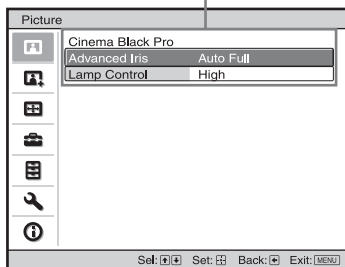 Picture
Cinema Black Pro
Advanced Iris Auto Full
Lamp Control High
Sel: Set: Back: Exit: MENU